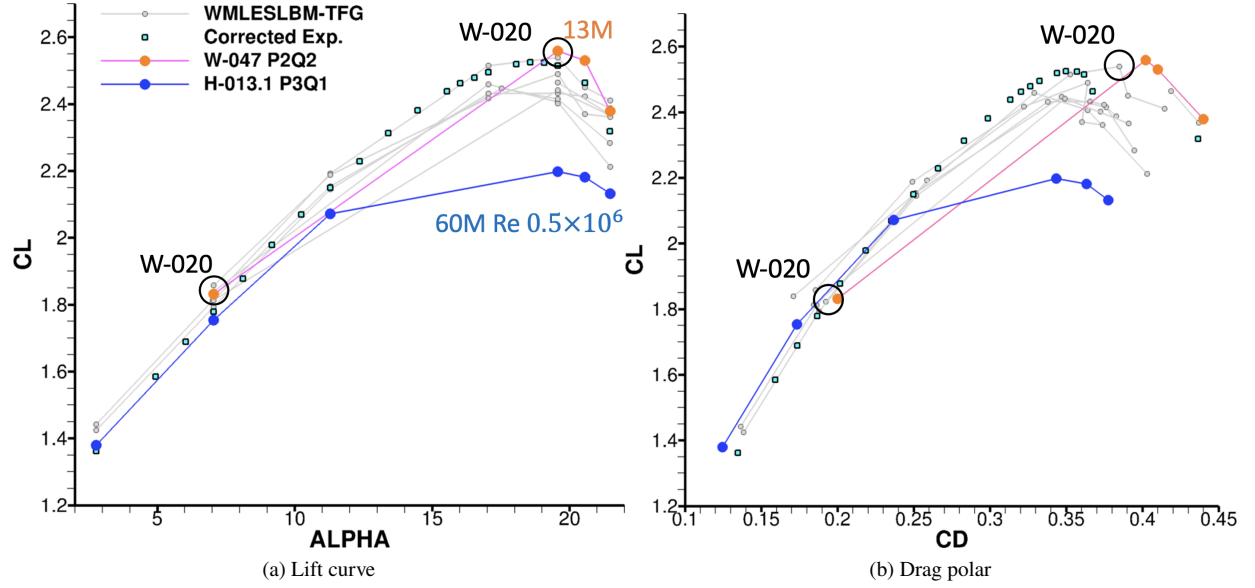 WMLESLBM-TFG
Corrected Exp.
W-047 P2Q2
H-013.1 P3Q1
W-020
13M
W-020
60M Re 0.5×10⁶
2.6
2.4
2.2
2
1.8
1.6
1.4
1.2
CL
5
10
15
20
ALPHA
(a) Lift curve
W-020
W-020
2.6
2.4
2.2
2
1.8
1.6
1.4
1.2
CL
0.1
0.15
0.2
0.25
0.3
0.35
0.4
0.45
CD
(b) Drag polar